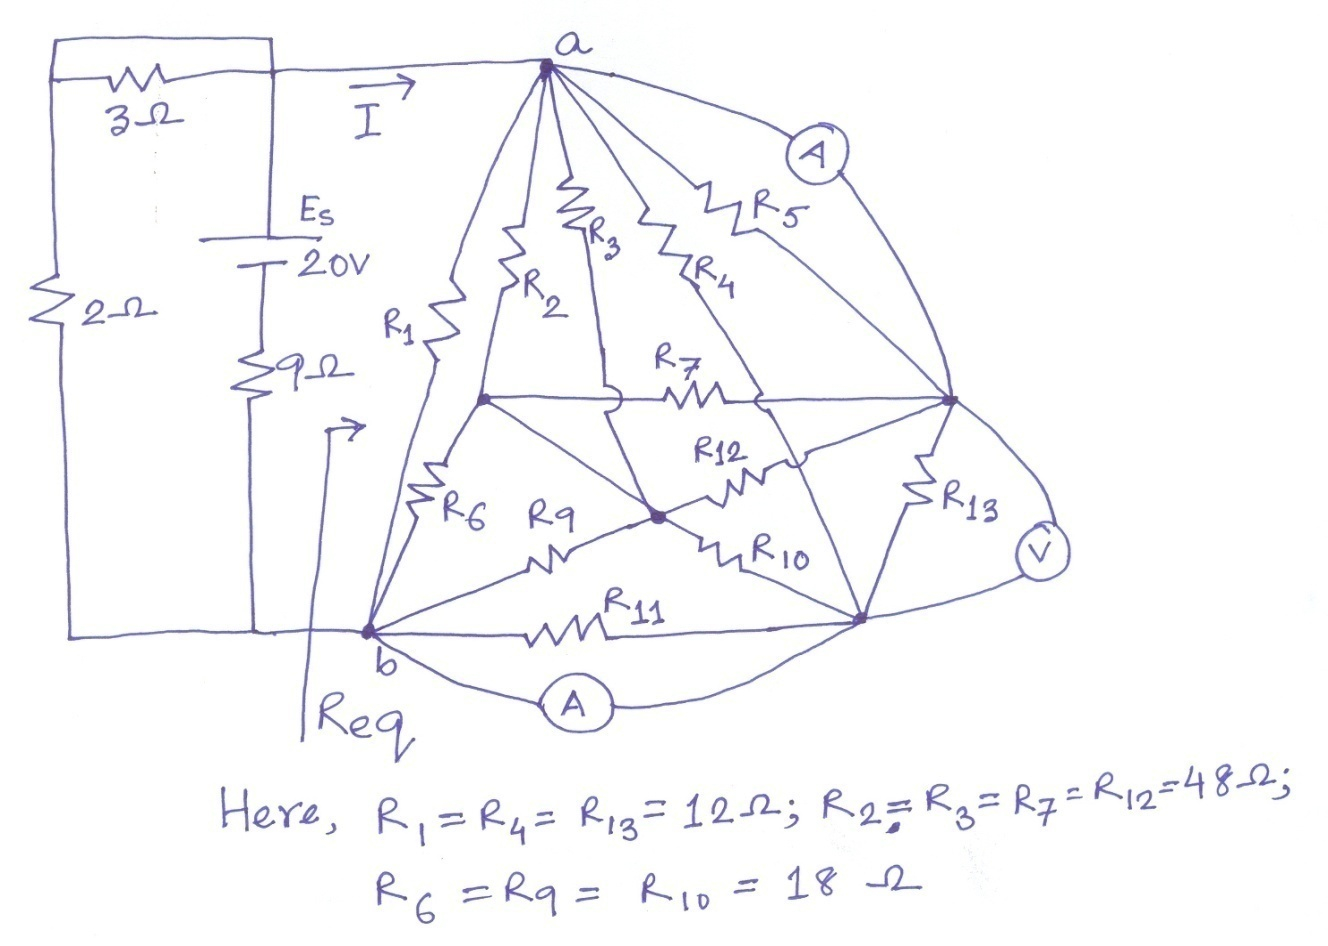 a
3Ω
I
A
Es
20V
R5
R3
R4
R2
2Ω
R1
9Ω
R7
R12
R6
R9
R13
R10
V
R11
b
A
Req
Here, R1 = R4 = R13 = 12Ω; R2 = R3 = R7 = R12 = 48Ω;
R6 = R9 = R10 = 18 Ω